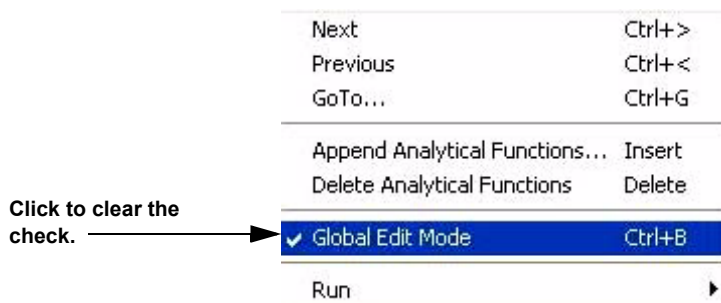 Next Ctrl+>
Previous Ctrl+<
GoTo... Ctrl+G
Append Analytical Functions... Insert
Delete Analytical Functions Delete
Click to clear the
check.
Global Edit Mode Ctrl+B
Run